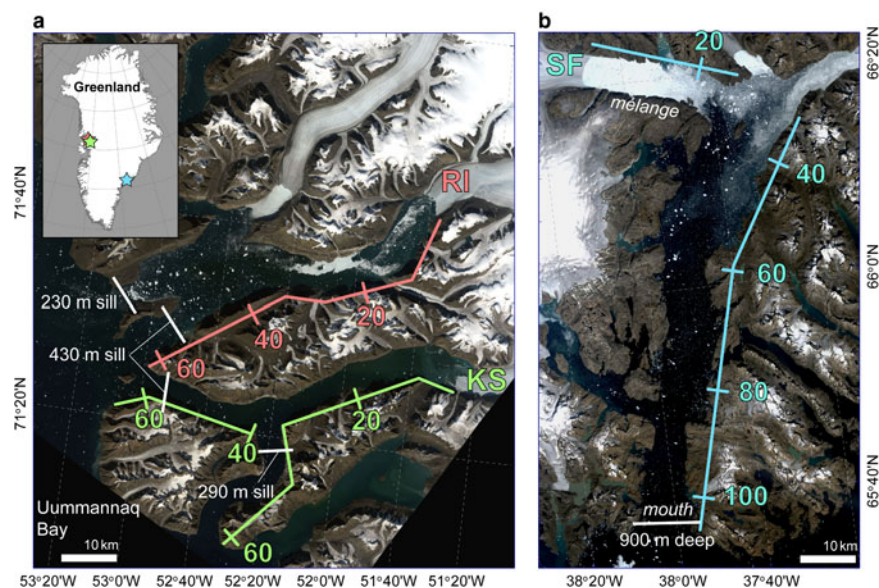 a
Greenland
71°40'N
71°20'N
RI
230 m sill
430 m sill
20
40
60
KS
20
40
60
60
290 m sill
Uummannaq
Bay
10 km
53°20'W
53°00'W
52°40'W
52°20'W
52°00'W
51°40'W
51°20'W
b
SF
20
mélange
40
60
80
100
mouth
900 m deep
10 km
66°20'N
66°0'N
65°40'N
38°20'W
38°00'W
37°40'W